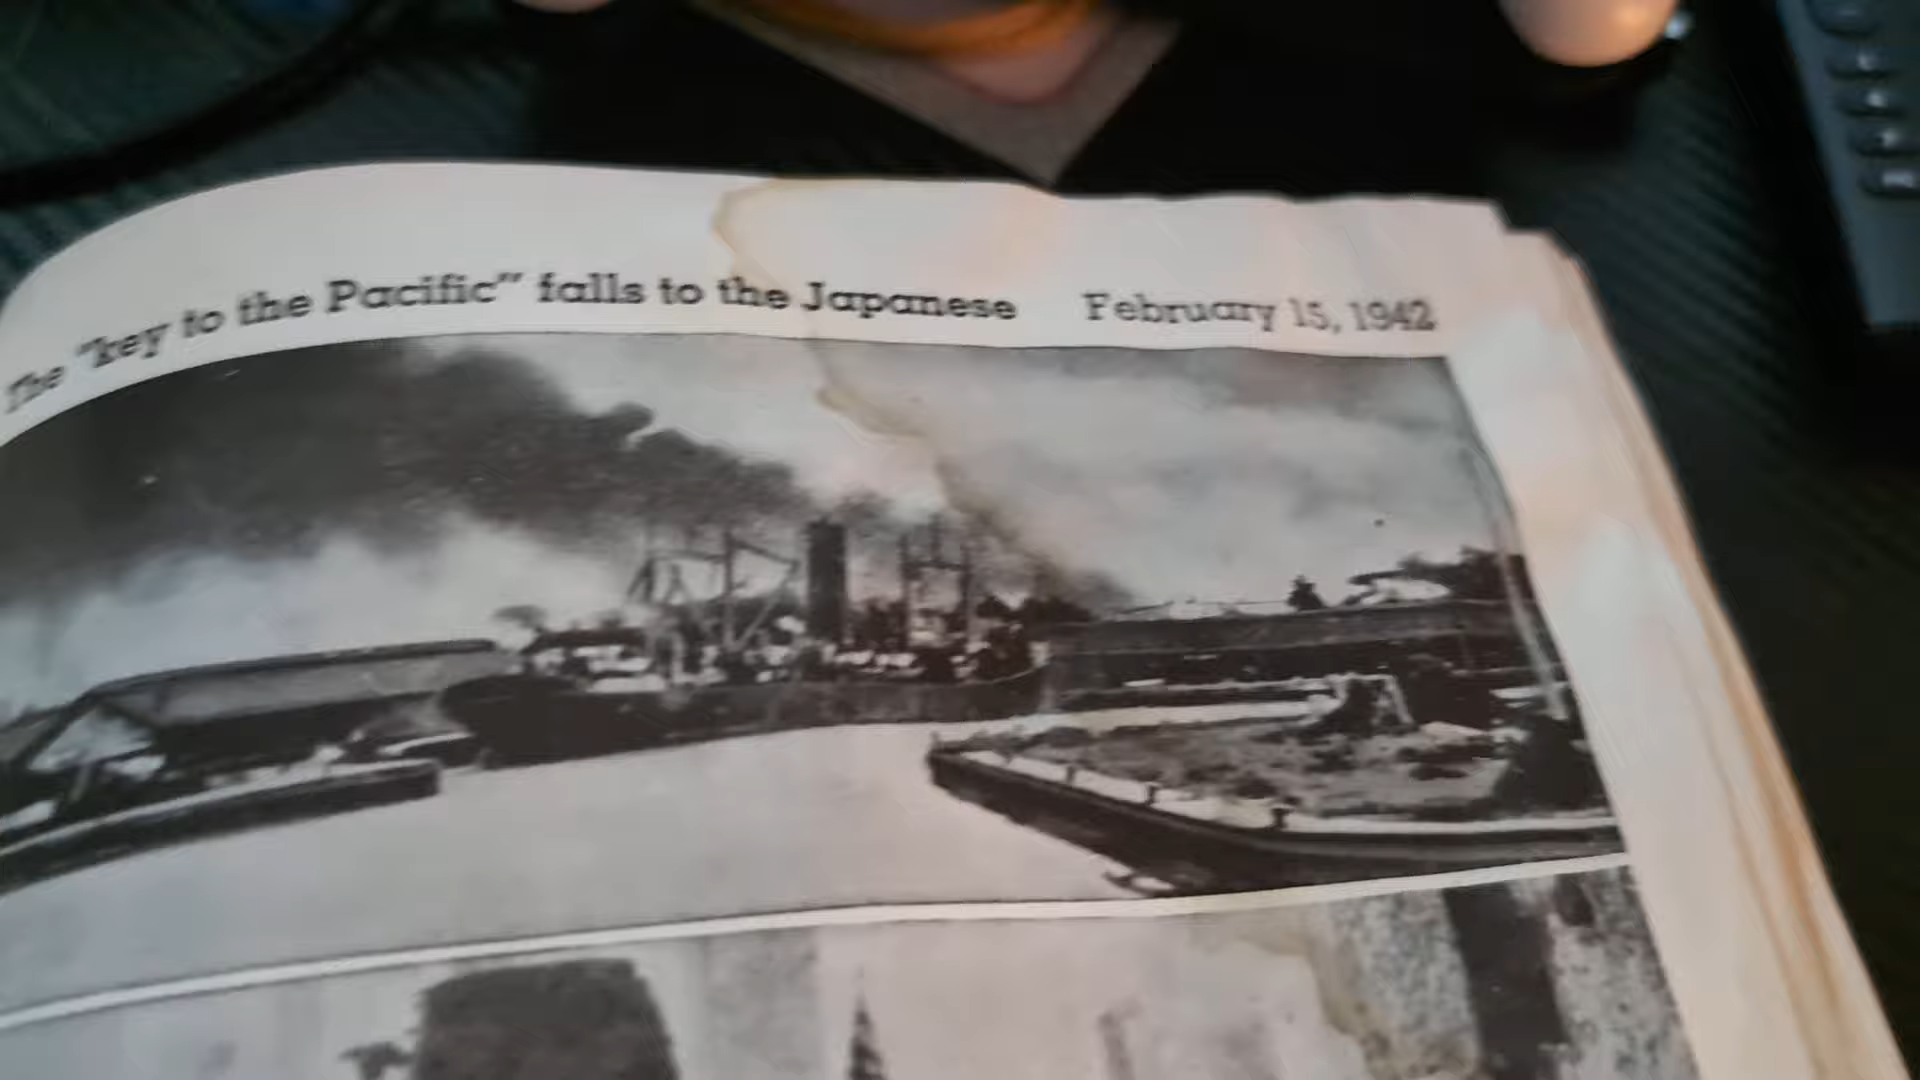 The "key to the Pacific" falls to the Japanese February 15, 1942